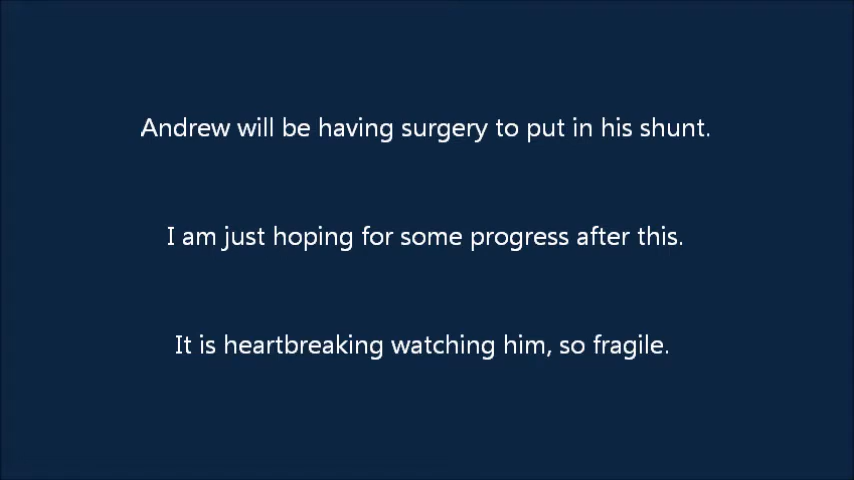 Andrew will be having surgery to put in his shunt.
I am just hoping for some progress after this.
It is heartbreaking watching him, so fragile.